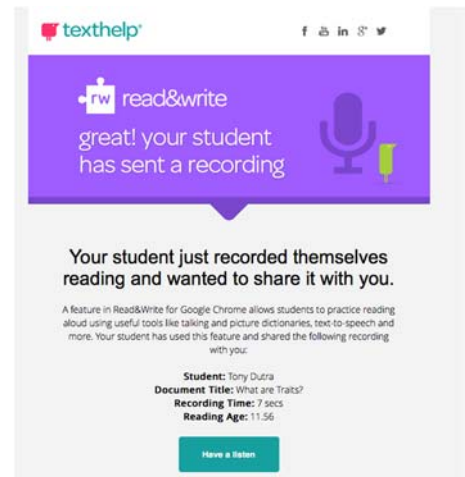 texthelp
rw read&write
great! your student
has sent a recording
Your student just recorded themselves
reading and wanted to share it with you.
A feature in Read&Write for Google Chrome allows students to practice reading
aloud using useful tools like talking and picture dictionaries, text-to-speech and
more. Your student has used this feature and shared the following recording
with you:
Student: Tony Dutra
Document Title: What are Traits?
Recording Time: 7 secs
Reading Age: 11.56
Have a listen